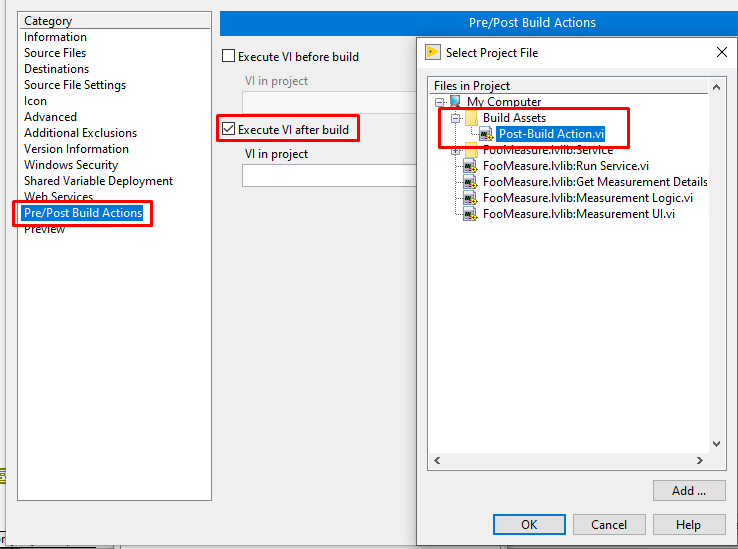 Category
Information
Source Files
Destinations
Source File Settings
Icon
Advanced
Additional Exclusions
Version Information
Windows Security
Shared Variable Deployment
Web Services
Pre/Post Build Actions
Preview
Pre/Post Build Actions
Execute VI before build
VI in project
Execute VI after build
VI in project
Select Project File
Files in Project
My Computer
Build Assets
Post-Build Action.vi
FooMeasure.lvlib:Service
FooMeasure.lvlib:Run Service.vi
FooMeasure.lvlib:Get Measurement Details
FooMeasure.lvlib:Measurement Logic.vi
FooMeasure.lvlib:Measurement UI.vi
Add ...
OK
Cancel
Help